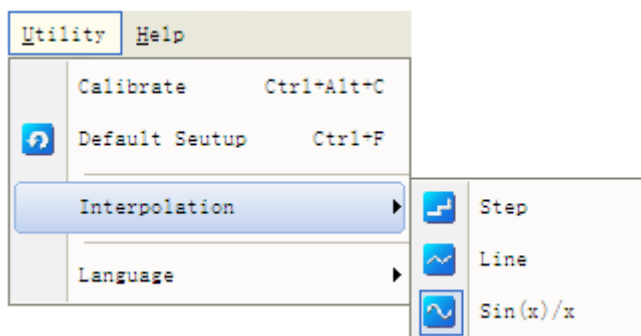 Utility Help
Calibrate Ctrl+Alt+C
Default Seutup Ctrl+F
Interpolation
Step
Line
Language
Sin(x)/x